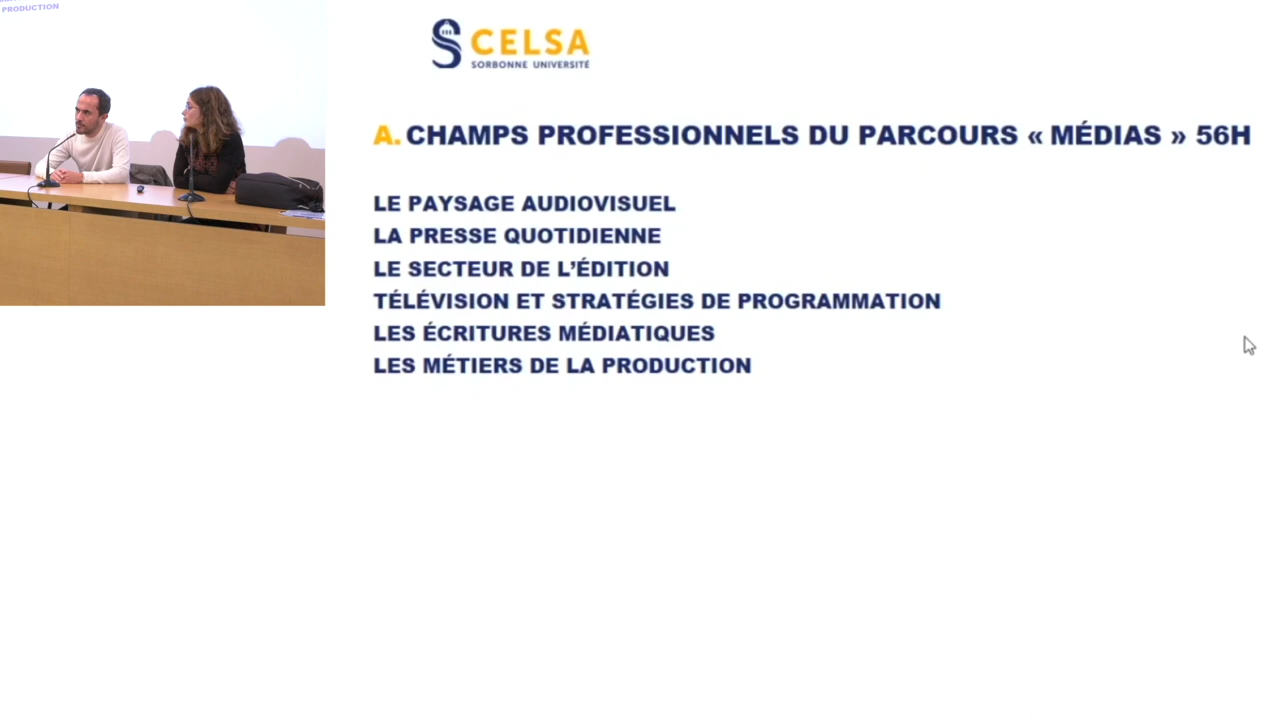 PRODUCTION
CELSA
SORBONNE UNIVERSITÉ
A. CHAMPS PROFESSIONNELS DU PARCOURS « MÉDIAS » 56H
LE PAYSAGE AUDIOVISUEL
LA PRESSE QUOTIDIENNE
LE SECTEUR DE L’ÉDITION
TÉLÉVISION ET STRATÉGIES DE PROGRAMMATION
LES ÉCRITURES MÉDIATIQUES
LES MÉTIERS DE LA PRODUCTION